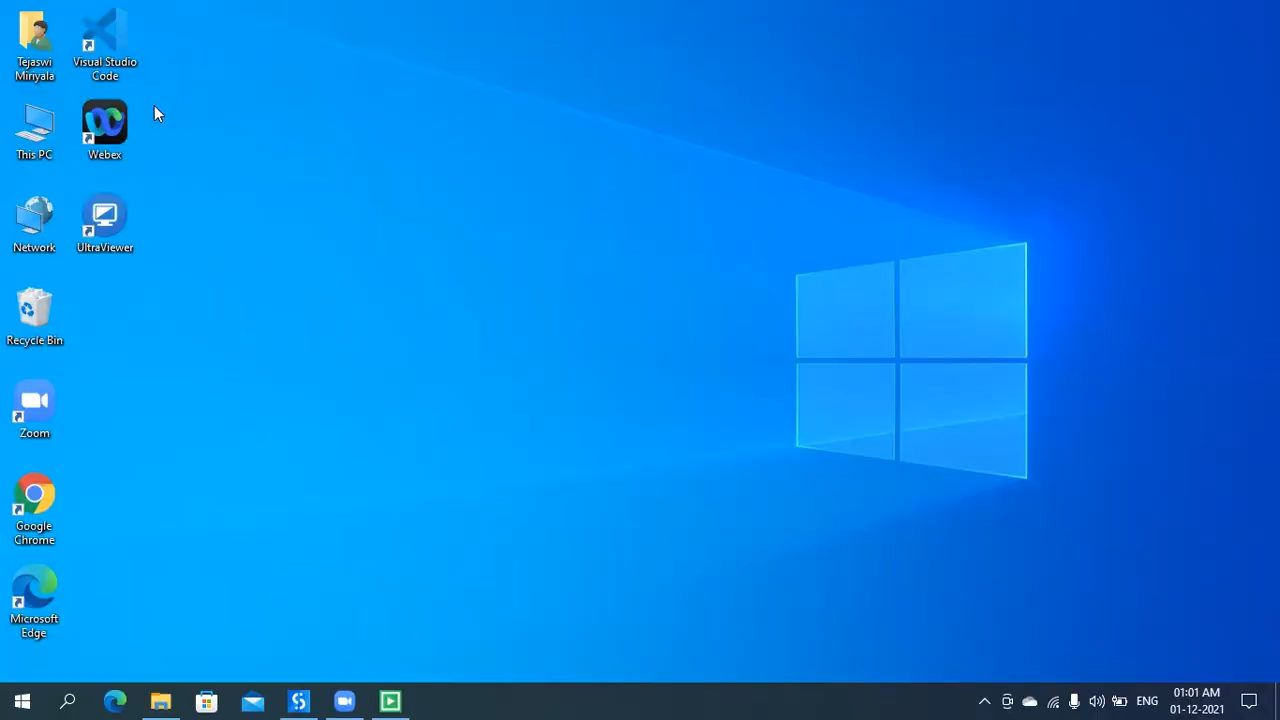 Tejaswi
Miriyala
Visual Studio
Code
This PC
Webex
Network
UltraViewer
Recycle Bin
Zoom
Google
Chrome
Microsoft
Edge
ENG
01:01 AM
01-12-2021